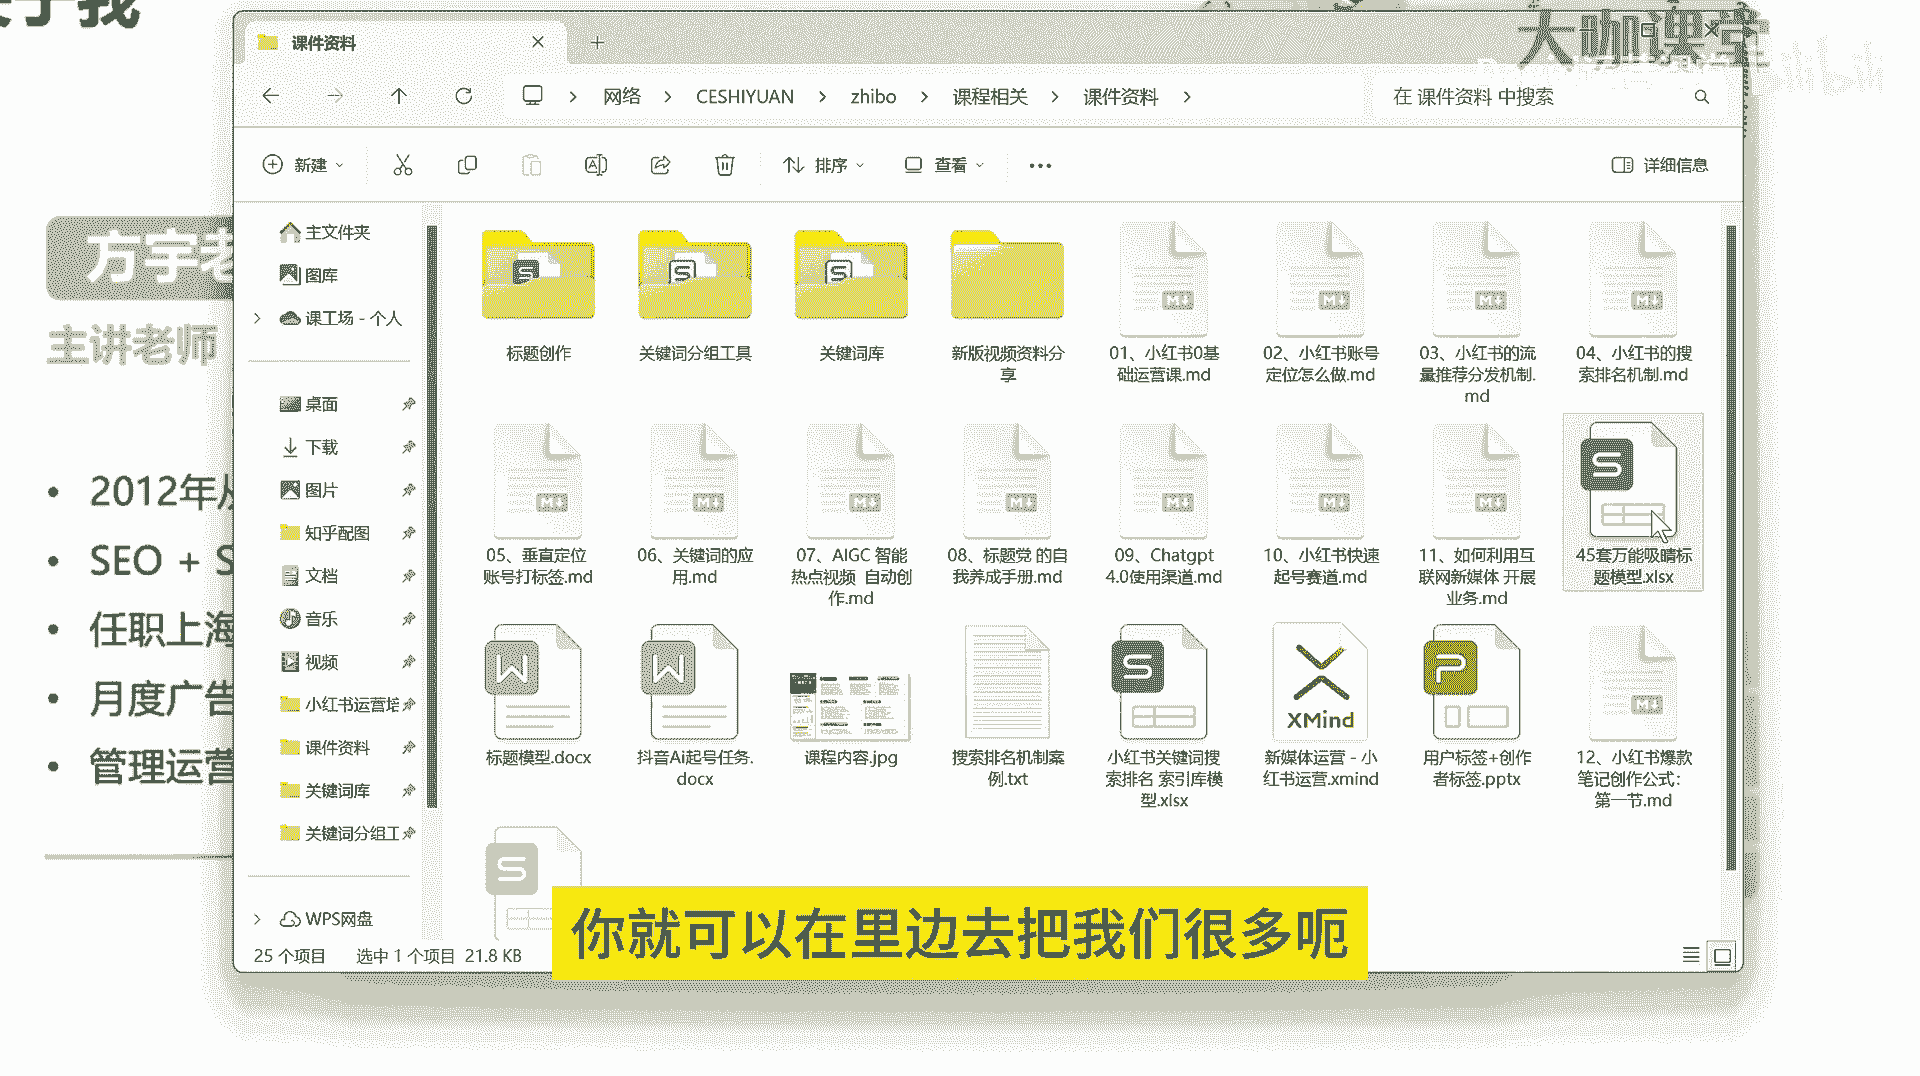 课件资料
大咖课堂
bilibili
网络 > CESHIYUAN > zhibo > 课程相关 > 课件资料 >
在 课件资料 中搜索
新建
排序
查看
详细信息
方宇老
主讲老师
2012年从
SEO + S
任职上海
月度广告
管理运营
主文件夹
图库
课工场 - 个人
桌面
下载
图片
知乎配图
文档
音乐
视频
小红书运营培
课件资料
关键词库
关键词分组工
WPS网盘
标题创作
关键词分组工具
关键词库
新版视频资料分
享
01、小红书0基
础运营课.md
02、小红书账号
定位怎么做.md
03、小红书的流
量推荐分发机制.
md
04、小红书的搜
索排名机制.md
05、垂直定位
账号打标签.md
06、关键词的应
用.md
07、AIGC 智能
热点视频 自动创
作.md
08、标题党 的自
我养成手册.md
09、Chatgpt
4.0使用渠道.md
10、小红书快速
起号赛道.md
11、如何利用互
联网新媒体 开展
业务.md
45套万能吸睛标
题模型.xlsx
标题模型.docx
抖音Ai起号任务.
docx
课程内容.jpg
搜索排名机制案
例.txt
小红书关键词搜
索排名 索引库模
型.xlsx
XMind
新媒体运营 - 小
红书运营.xmind
用户标签+创作
者标签.pptx
12、小红书爆款
笔记创作公式：
第一节.md
25 个项目
选中 1 个项目 21.8 KB
你就可以在里边去把我们很多呃